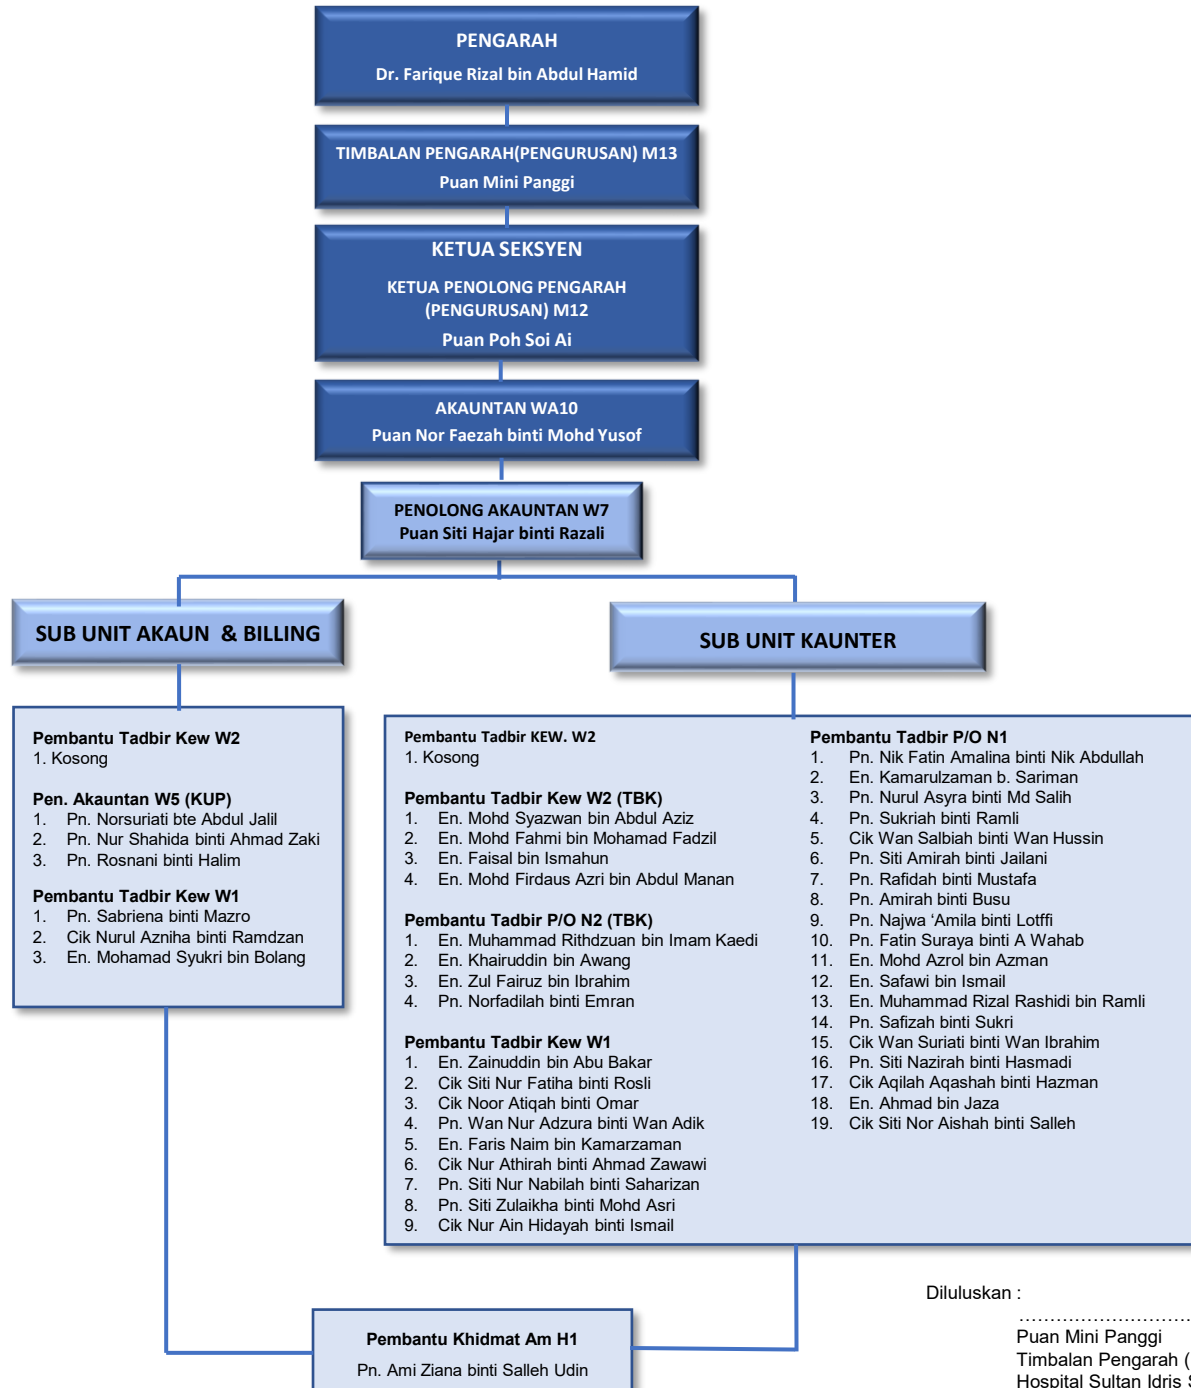 PENGARAH
Dr. Farique Rizal bin Abdul Hamid
TIMBALAN PENGARAH(PENGURUSAN) M13
Puan Mini Panggi
KETUA SEKSYEN
KETUA PENOLONG PENGARAH
(PENGURUSAN) M12
Puan Poh Soi Ai
AKAUNTAN WA10
Puan Nor Faezah binti Mohd Yusof
PENOLONG AKAUNTAN W7
Puan Siti Hajar binti Razali
SUB UNIT AKAUN & BILLING
SUB UNIT KAUNTER
Pembantu Tadbir Kew W2
1. Kosong
Pen. Akauntan W5 (KUP)
1. Pn. Norsuriati bte Abdul Jalil
2. Pn. Nur Shahida binti Ahmad Zaki
3. Pn. Rosnani binti Halim
Pembantu Tadbir Kew W1
1. Pn. Sabriena binti Mazro
2. Cik Nurul Azniha binti Ramdzan
3. En. Mohamad Syukri bin Bolang
Pembantu Tadbir KEW. W2
1. Kosong
Pembantu Tadbir Kew W2 (TBK)
1. En. Mohd Syazwan bin Abdul Aziz
2. En. Mohd Fahmi bin Mohamad Fadzil
3. En. Faisal bin Ismahun
4. En. Mohd Firdaus Azri bin Abdul Manan
Pembantu Tadbir P/O N2 (TBK)
1. En. Muhammad Rithdzuan bin Imam Kaedi
2. En. Khairuddin bin Awang
3. En. Zul Fairuz bin Ibrahim
4. Pn. Norfadilah binti Emran
Pembantu Tadbir Kew W1
1. En. Zainuddin bin Abu Bakar
2. Cik Siti Nur Fatiha binti Rosli
3. Cik Noor Atiqah binti Omar
4. Pn. Wan Nur Adzura binti Wan Adik
5. En. Faris Naim bin Kamarzaman
6. Cik Nur Athirah binti Ahmad Zawawi
7. Pn. Siti Nur Nabilah binti Saharizan
8. Pn. Siti Zulaikha binti Mohd Asri
9. Cik Nur Ain Hidayah binti Ismail
Pembantu Tadbir P/O N1
1. Pn. Nik Fatin Amalina binti Nik Abdullah
2. En. Kamarulzaman b. Sariman
3. Pn. Nurul Asyra binti Md Salih
4. Pn. Sukriah binti Ramli
5. Cik Wan Salbiah binti Wan Hussin
6. Pn. Siti Amirah binti Jailani
7. Pn. Rafidah binti Mustafa
8. Pn. Amirah binti Busu
9. Pn. Najwa ‘Amila binti Lotffi
10. Pn. Fatin Suraya binti A Wahab
11. En. Mohd Azrol bin Azman
12. En. Safawi bin Ismail
13. En. Muhammad Rizal Rashidi bin Ramli
14. Pn. Safizah binti Sukri
15. Cik Wan Suriati binti Wan Ibrahim
16. Pn. Siti Nazirah binti Hasmadi
17. Cik Aqilah Aqashah binti Hazman
18. En. Ahmad bin Jaza
19. Cik Siti Nor Aishah binti Salleh
Pembantu Khidmat Am H1
Pn. Ami Ziana binti Salleh Udin
Diluluskan :
............................
Puan Mini Panggi
Timbalan Pengarah (
Hospital Sultan Idris S